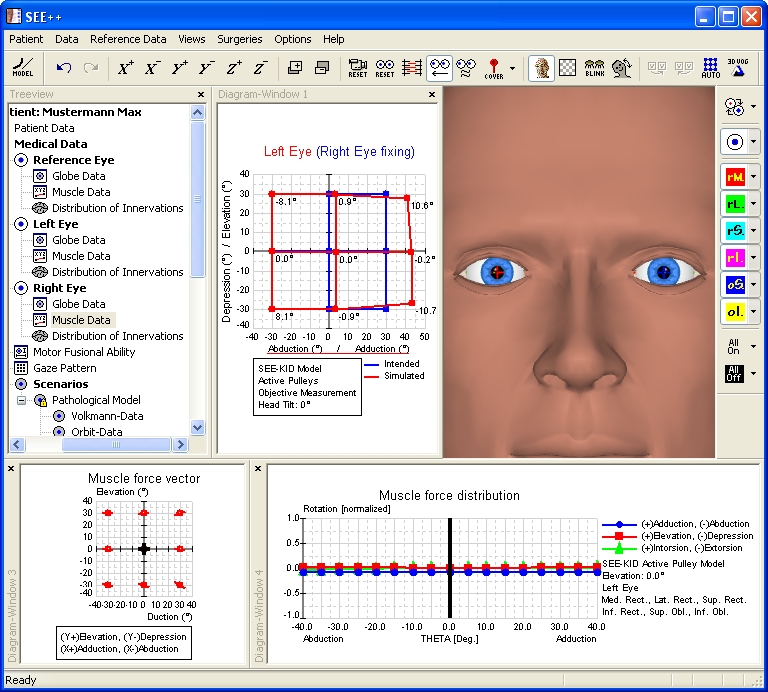 SEE++
Patient Data Reference Data Views Surgeries Options Help
MODEL X+ X- Y+ Y- Z+ Z- RESET RESET COVER BLINK AUTO 3D VOG
Treeview
tient: Mustermann Max
Patient Data
Medical Data
Reference Eye
Globe Data
Muscle Data
Distribution of Innervations
Left Eye
Globe Data
Muscle Data
Distribution of Innervations
Right Eye
Globe Data
Muscle Data
Distribution of Innervations
Motor Fusional Ability
Gaze Pattern
Scenarios
Pathological Model
Volkmann-Data
Orbit-Data
Diagram-Window 1
Left Eye (Right Eye fixing)
Depression (°) / Elevation (°)
40
30
20
10
0
-10
-20
-30
-40
-8.1° 0.9° 10.6°
0.0° 0.0° -0.2°
8.1° -0.9° -10.7
-40 -30 -20 -10 0 10 20 30 40 50
Abduction (°) / Adduction (°)
SEE-KID Model
Active Pulleys
Objective Measurement
Head Tilt: 0°
Intended
Simulated
rM.
rL.
rS.
rI.
oS.
oI.
All
On
All
Off
Diagram-Window 3
Muscle force vector
Elevation (°)
40
30
20
10
0
-10
-20
-30
-40
-40-30-20-10 0 10 20 30 40
Duction (°)
(Y+)Elevation, (Y-)Depression
(X+)Adduction, (X-)Abduction
Diagram-Window 4
Muscle force distribution
Rotation [normalized]
1.0
0.5
0.0
-0.5
-1.0
-40.0 -30.0 -20.0 -10.0 0.0 10.0 20.0 30.0 40.0
Abduction THETA [Deg.] Adduction
(+)Adduction, (-)Abduction
(+)Elevation, (-)Depression
(+)Intorsion, (-)Extorsion
SEE-KID Active Pulley Model
Elevation: 0.0°
Left Eye
Med. Rect., Lat. Rect., Sup. Rect.
Inf. Rect., Sup. Obl., Inf. Obl.
Ready